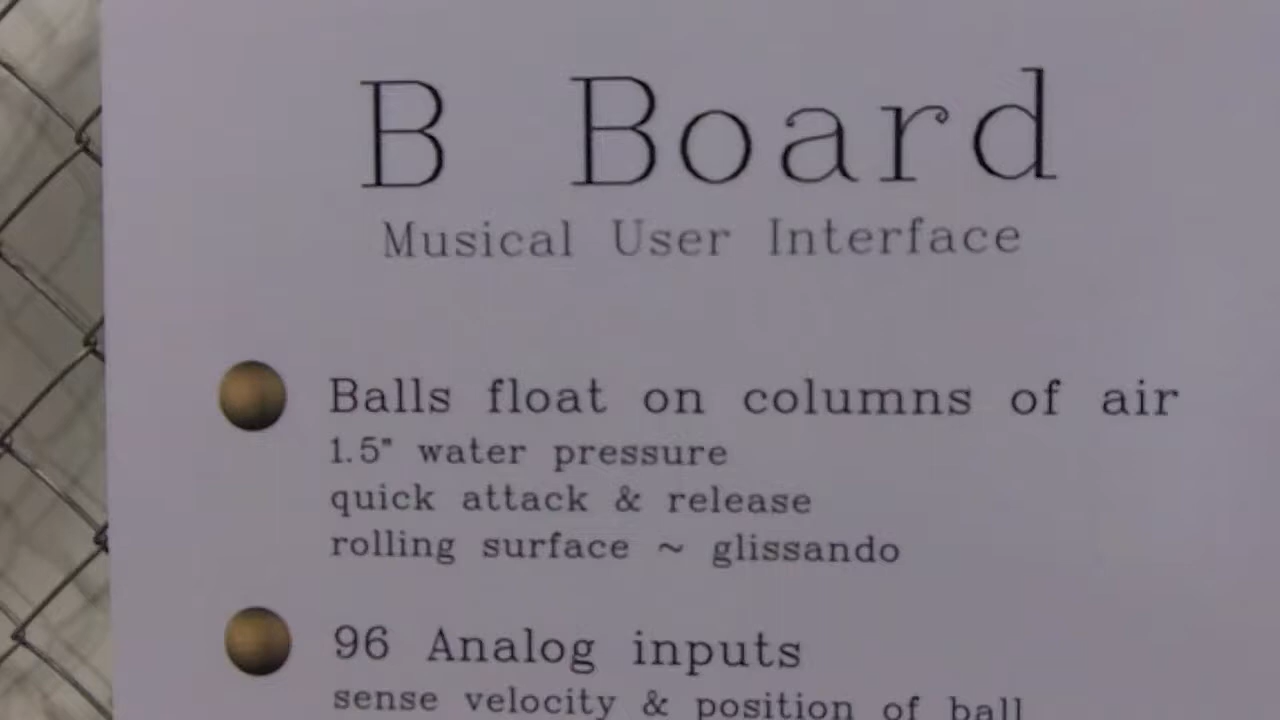 B Board
Musical User Interface
Balls float on columns of air
1.5" water pressure
quick attack & release
rolling surface ~ glissando
96 Analog inputs
sense velocity & position of ball